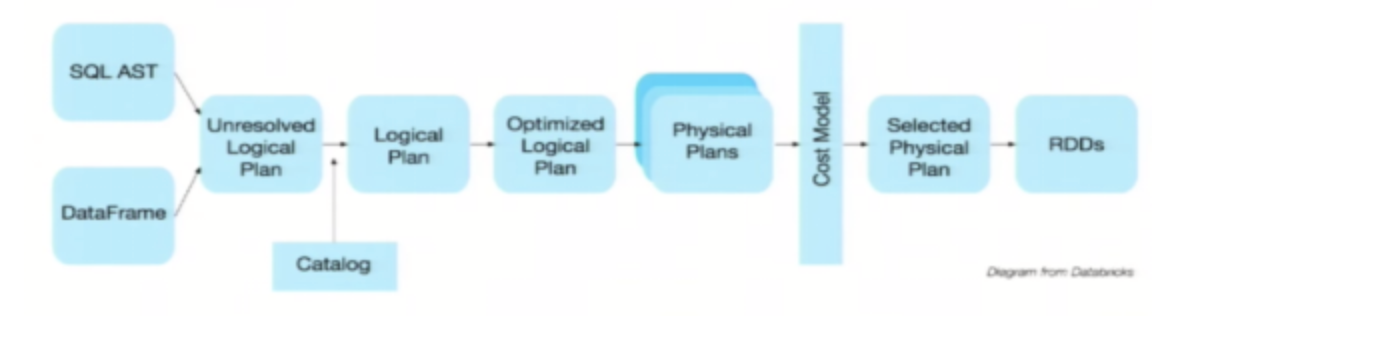 SQL AST
DataFrame
Unresolved
Logical
Plan
Catalog
Logical
Plan
Optimized
Logical
Plan
Physical
Plans
Cost Model
Selected
Physical
Plan
RDDs
Diagram from Databricks